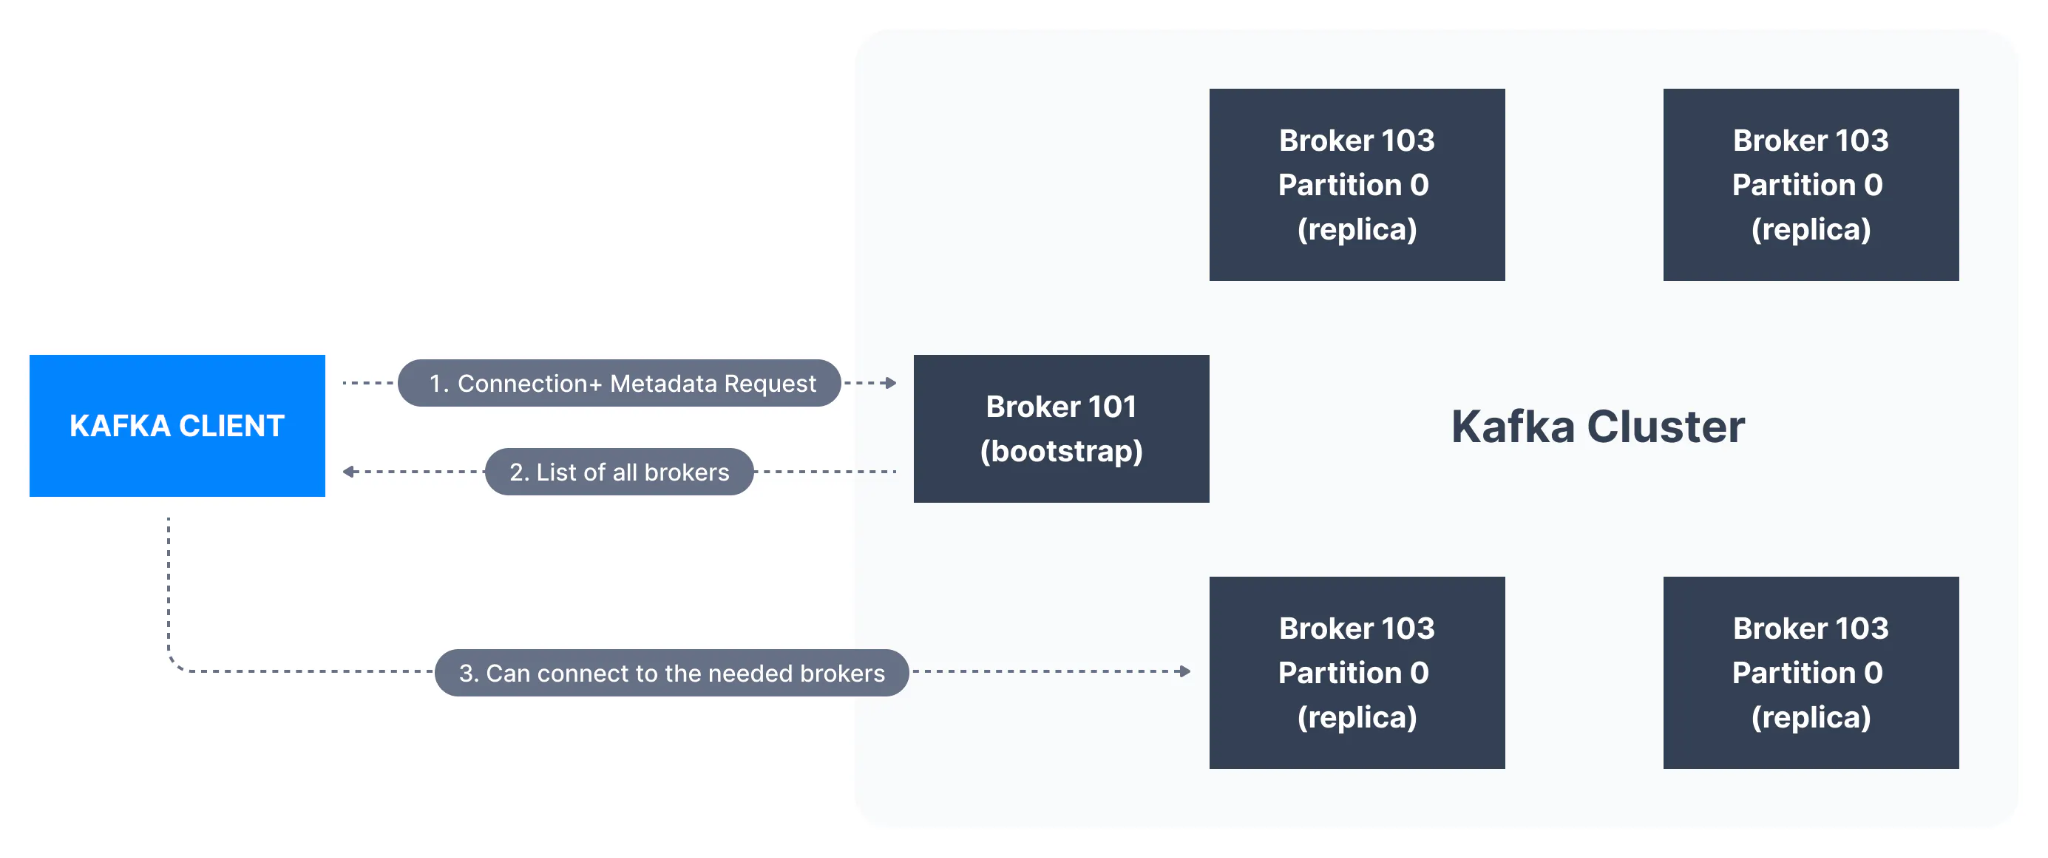 Broker 103
Partition 0
(replica)
Broker 103
Partition 0
(replica)
KAFKA CLIENT
1. Connection+ Metadata Request
2. List of all brokers
Broker 101
(bootstrap)
Kafka Cluster
3. Can connect to the needed brokers
Broker 103
Partition 0
(replica)
Broker 103
Partition 0
(replica)